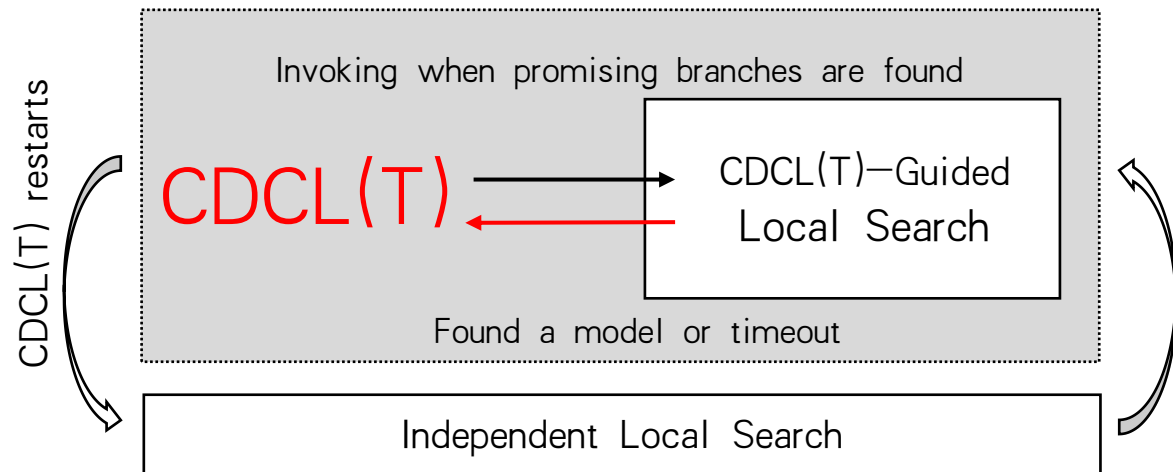 Invoking when promising branches are found
CDCL(T) restarts
CDCL(T)
CDCL(T)—Guided
Local Search
Found a model or timeout
Independent Local Search